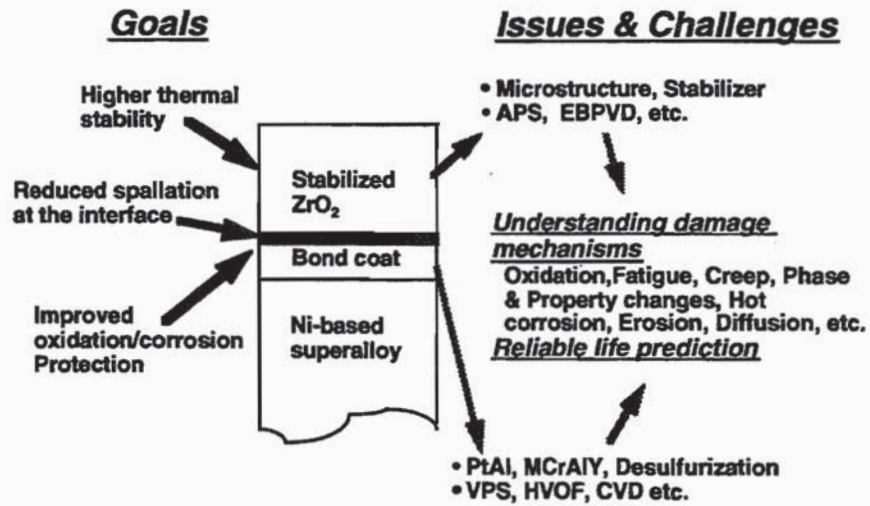 Goals
Issues & Challenges
Higher thermal
stability
Reduced spallation
at the interface
Improved
oxidation/corrosion
Protection
Stabilized
ZrO₂
Bond coat
Ni-based
superalloy
• Microstructure, Stabilizer
• APS, EBPVD, etc.
Understanding damage
mechanisms
Oxidation,Fatigue, Creep, Phase
& Property changes, Hot
corrosion, Erosion, Diffusion, etc.
Reliable life prediction
• PtAl, MCrAlY, Desulfurization
• VPS, HVOF, CVD etc.